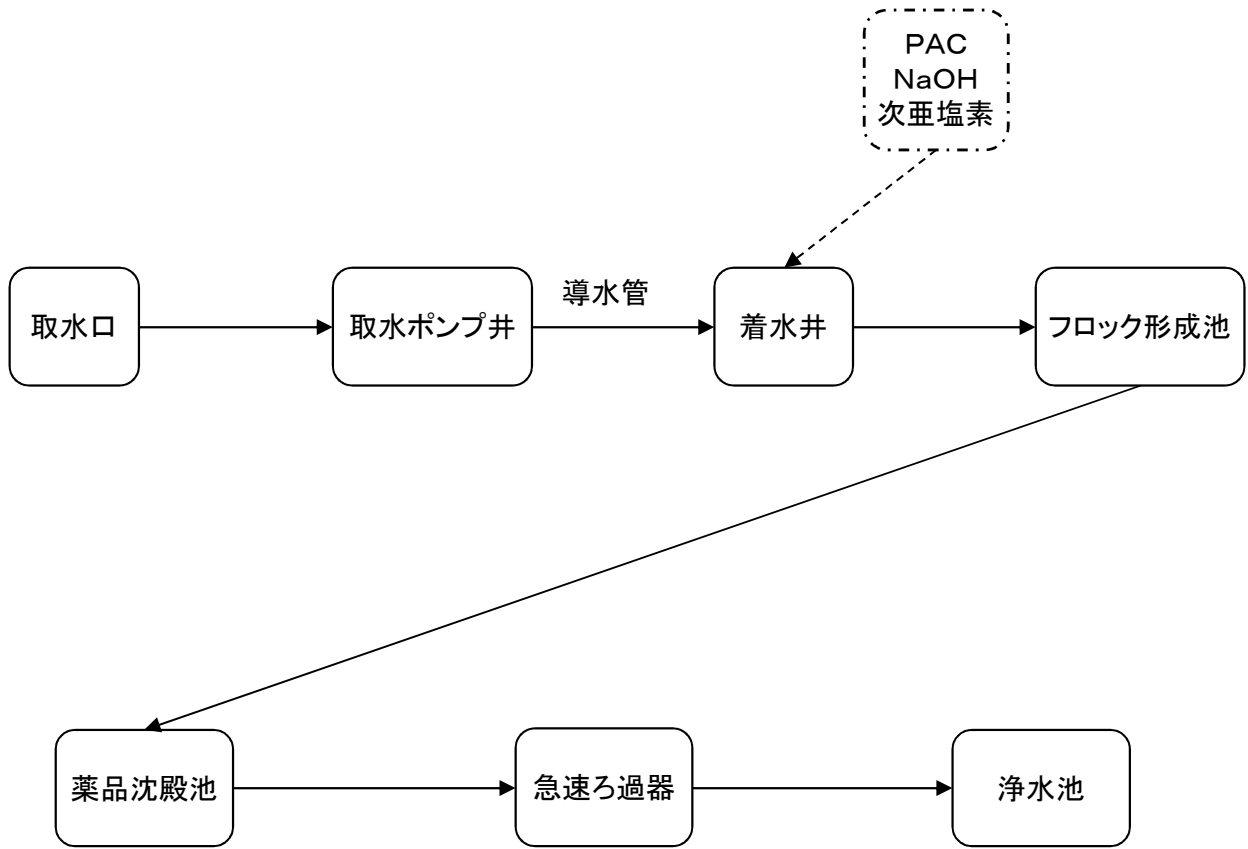 PAC
NaOH
次亜塩素
取水口
取水ポンプ井
導水管
着水井
フロック形成池
薬品沈殿池
急速ろ過器
浄水池